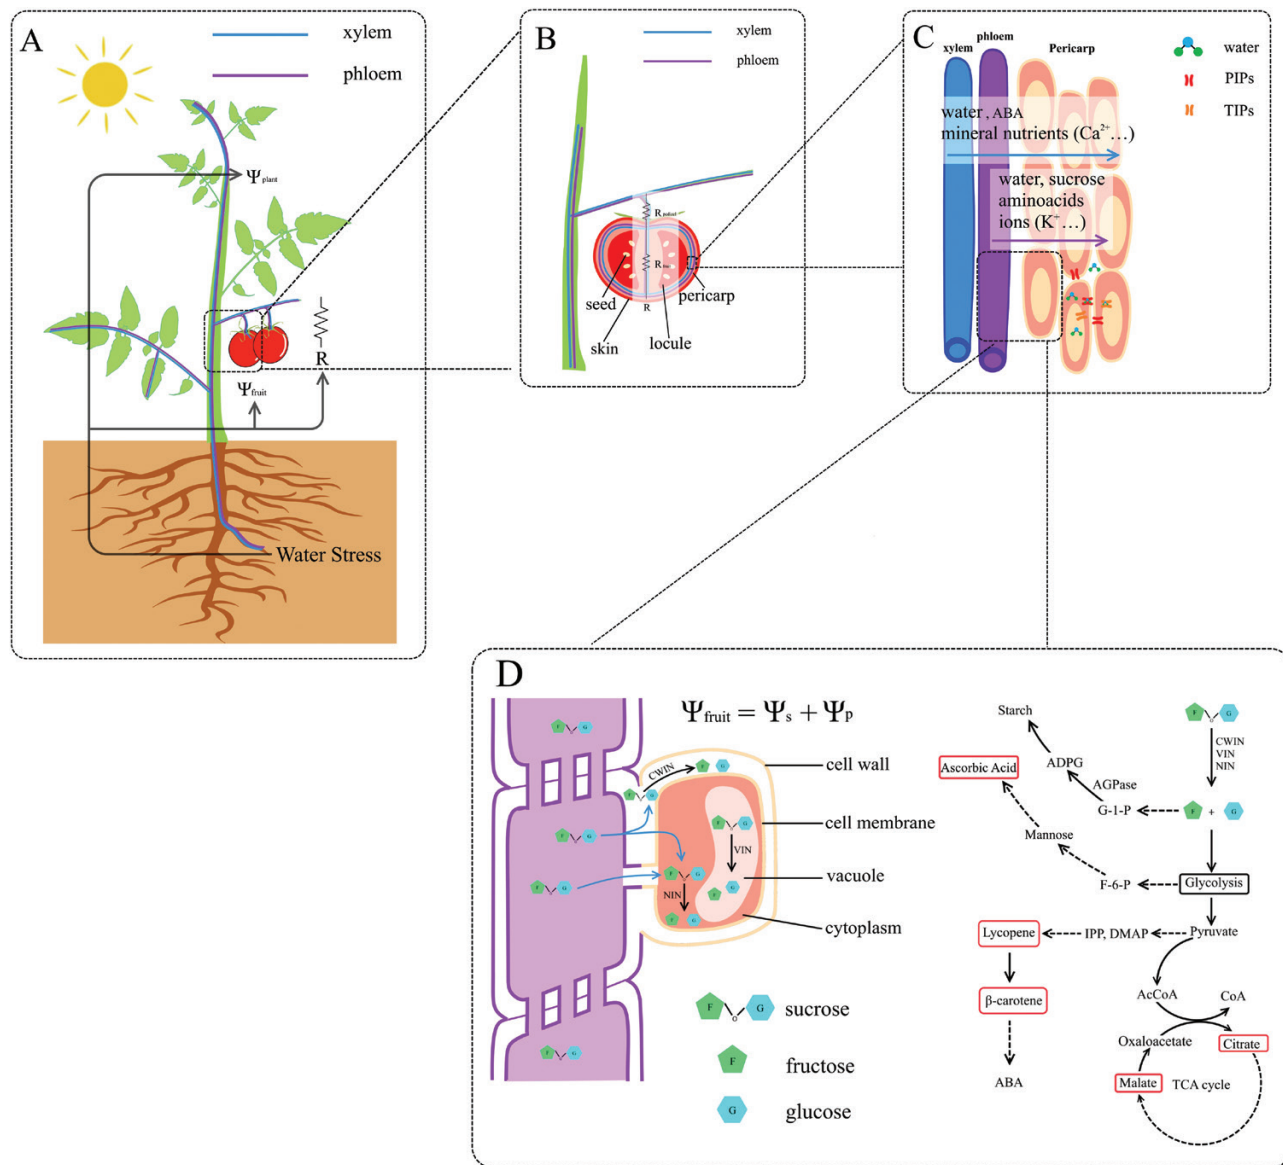 A
xylem
phloem
Ψplant
R
Ψfruit
Water Stress
B
xylem
phloem
R
R
seed
pericarp
R
skin
locule
C
xylem
phloem
Pericarp
water
PIPs
TIPs
water , ABA
mineral nutrients (Ca²⁺…)
water, sucrose
aminoacids
ions (K⁺…)
D
Ψfruit = Ψs + Ψp
F O G
F G
CWIN
F O G
F O G
F O G
F O G
VIN
F G
F O G
NIN
F G
F O G
cell wall
cell membrane
vacuole
cytoplasm
F O G sucrose
F fructose
G glucose
Starch
F O G
CWIN
VIN
NIN
ADPG
Ascorbic Acid
AGPase
G-1-P
F + G
Mannose
F-6-P
Glycolysis
Lycopene
IPP, DMAP
Pyruvate
β-carotene
AcCoA
CoA
Oxaloacetate
Citrate
ABA
Malate
TCA cycle